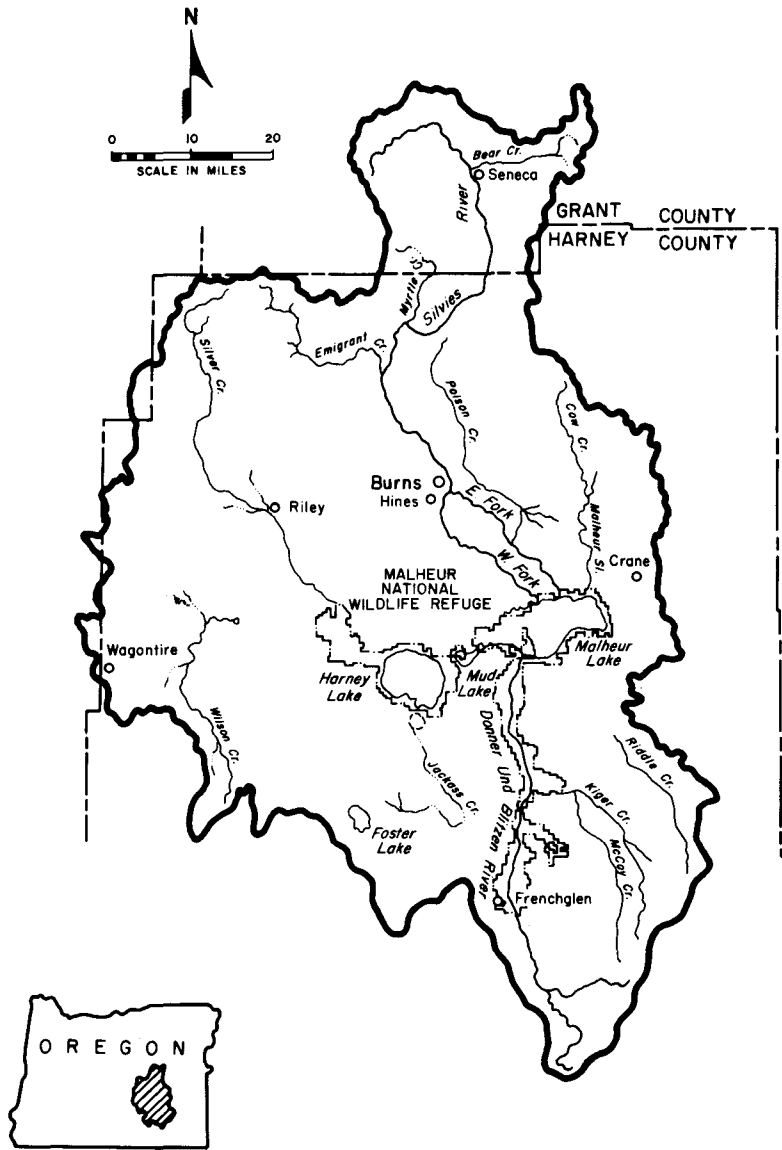 N
0 10 20
SCALE IN MILES
Bear Cr.
Seneca
River
GRANT COUNTY
HARNEY COUNTY
Myrtle Cr.
Silvies
Silver Cr.
Emigrant Cr.
Poison Cr.
Cow Cr.
Burns
Hines
E Fork
Riley
Malheur Sl.
W. Fork
Crane
MALHEUR
NATIONAL
WILDLIFE REFUGE
Wagontire
Malheur
Lake
Harney
Lake
Mud
Lake
Wilson Cr.
Donner Und Blitzen River
Riddle Cr.
Jackass Cr.
Kiger Cr.
Foster
Lake
McCoy Cr.
Frenchglen
OREGON